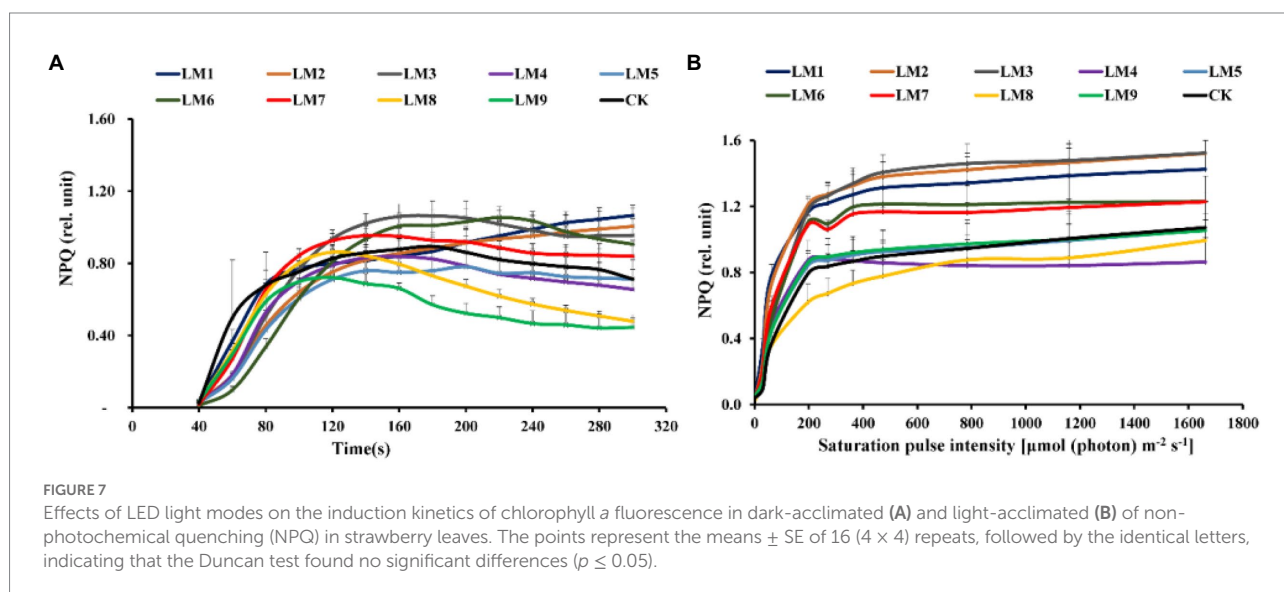 A
LM1 LM2 LM3 LM4 LM5
LM6 LM7 LM8 LM9 CK
1.60
1.20
0.80
0.40
-
NPQ (rel. unit)
0 40 80 120 160 200 240 280 320
Time(s)
B
LM1 LM2 LM3 LM4 LM5
LM6 LM7 LM8 LM9 CK
1.6
1.2
0.8
0.4
0.0
NPQ (rel. unit)
0 200 400 600 800 1000 1200 1400 1600 1800
Saturation pulse intensity [µmol (photon) m-2 s-1]
FIGURE 7
Effects of LED light modes on the induction kinetics of chlorophyll a fluorescence in dark-acclimated (A) and light-acclimated (B) of non-
photochemical quenching (NPQ) in strawberry leaves. The points represent the means ± SE of 16 (4 × 4) repeats, followed by the identical letters,
indicating that the Duncan test found no significant differences (p ≤ 0.05).